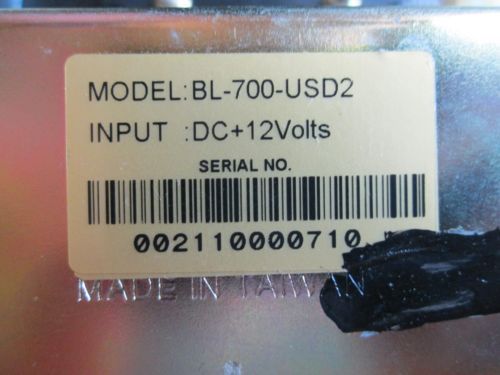 MODEL:BL-700-USD2
INPUT :DC+12Volts
SERIAL NO.
002110000710
MADE IN TAIWAN